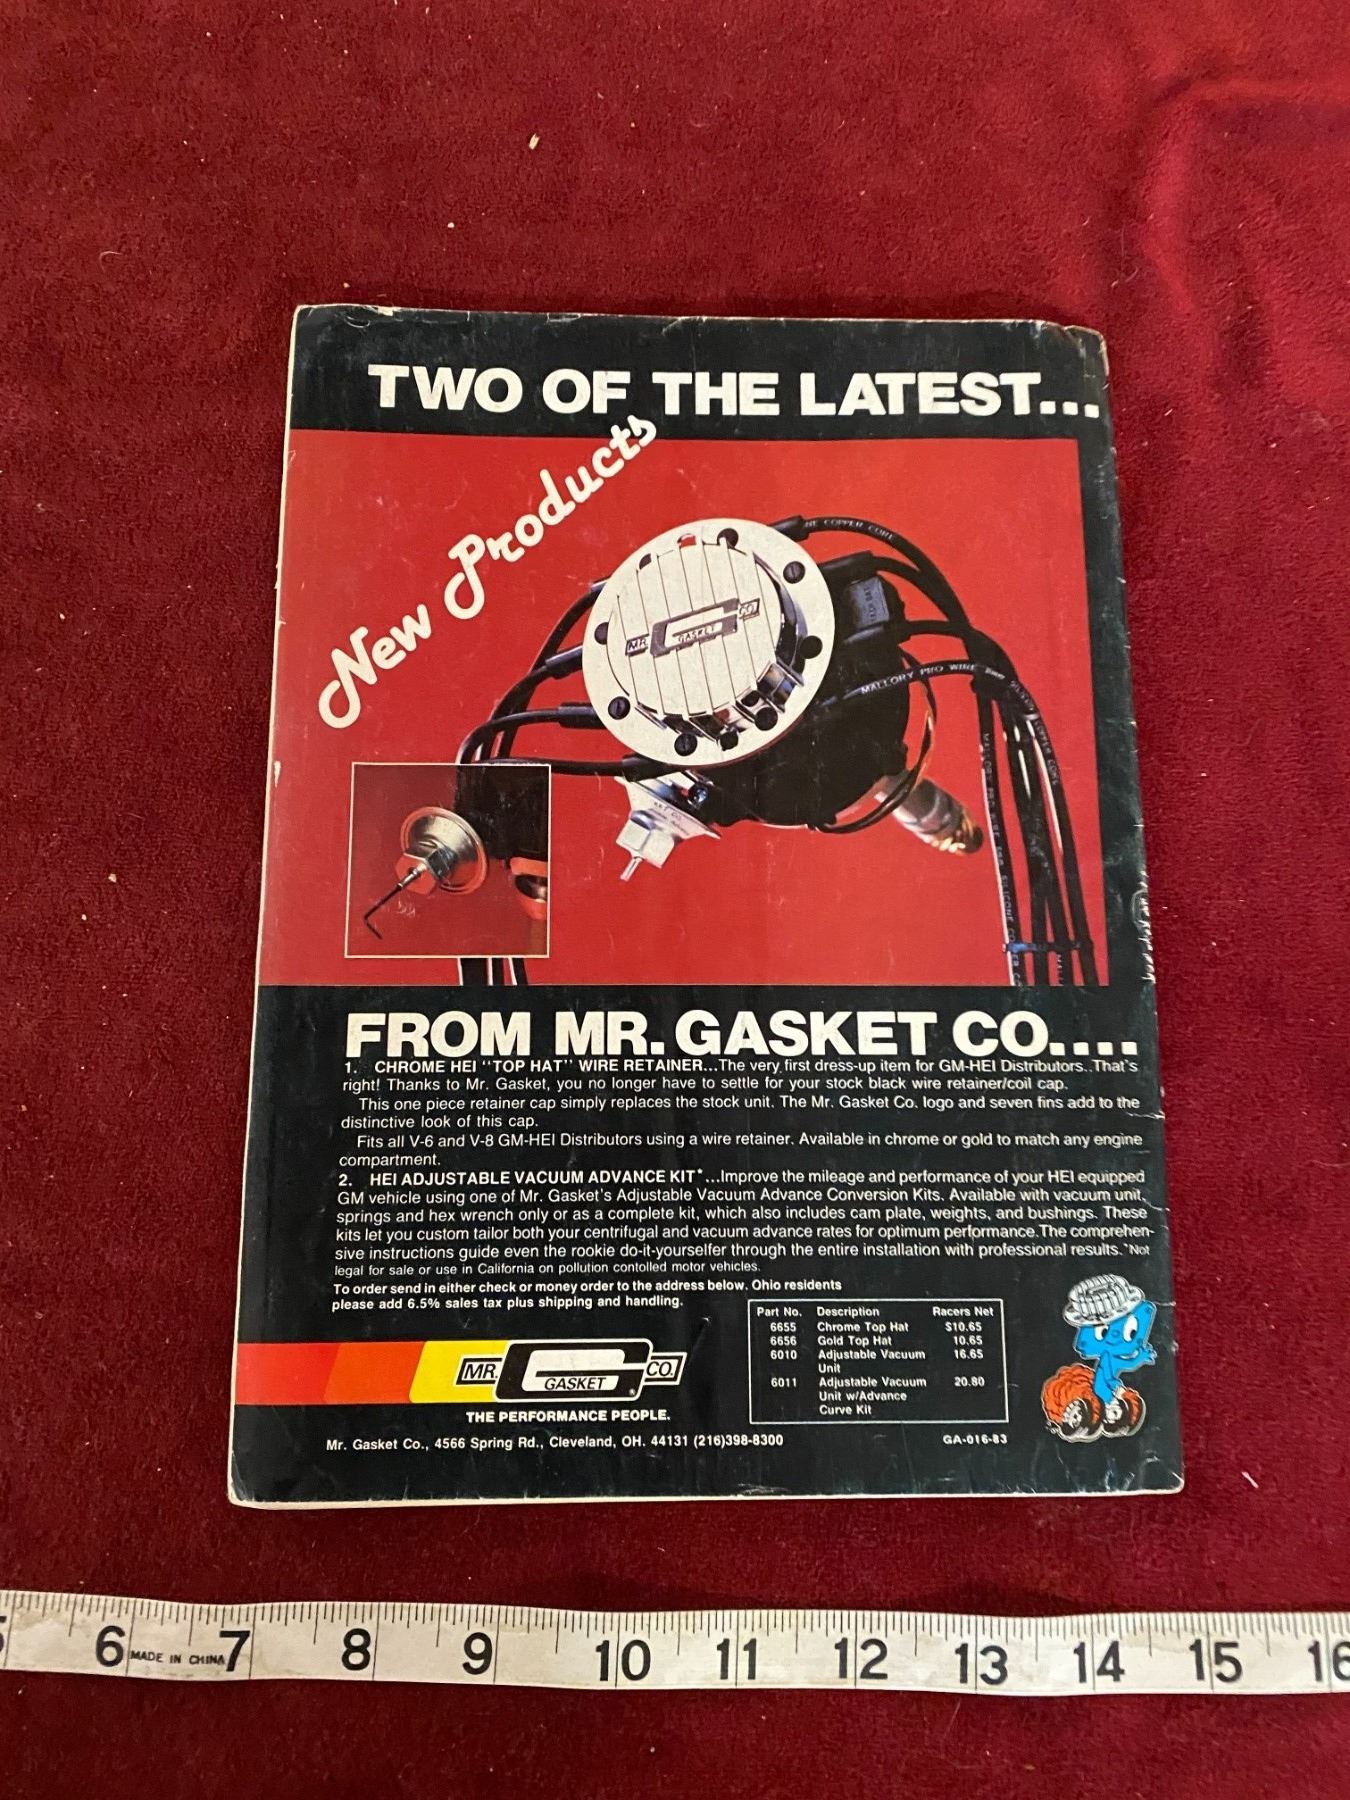 TWO OF THE LATEST...
New Products
MR. GASKET CO.
NE COPPER CORE
MALLORY PRO WIRE 8mm
FROM MR. GASKET CO....
1. CHROME HEI "TOP HAT" WIRE RETAINER...The very first dress-up item for GM-HEI Distributors..That's
right! Thanks to Mr. Gasket, you no longer have to settle for your stock black wire retainer/coil cap.
This one piece retainer cap simply replaces the stock unit. The Mr. Gasket Co. logo and seven fins add to the
distinctive look of this cap.
Fits all V-6 and V-8 GM-HEI Distributors using a wire retainer. Available in chrome or gold to match any engine
compartment.
2. HEI ADJUSTABLE VACUUM ADVANCE KIT*...Improve the mileage and performance of your HEI equipped
GM vehicle using one of Mr. Gasket's Adjustable Vacuum Advance Conversion Kits. Available with vacuum unit,
springs and hex wrench only or as a complete kit, which also includes cam plate, weights, and bushings. These
kits let you custom tailor both your centrifugal and vacuum advance rates for optimum performance.The comprehen-
sive instructions guide even the rookie do-it-yourselfer through the entire installation with professional results.*Not
legal for sale or use in California on pollution contolled motor vehicles.
To order send in either check or money order to the address below. Ohio residents
please add 6.5% sales tax plus shipping and handling.
Part No. Description Racers Net
6655 Chrome Top Hat $10.65
6656 Gold Top Hat 10.65
6010 Adjustable Vacuum 16.65
Unit
6011 Adjustable Vacuum 20.80
Unit w/Advance
Curve Kit
MR. GASKET CO.
THE PERFORMANCE PEOPLE.
Mr. Gasket Co., 4566 Spring Rd., Cleveland, OH. 44131 (216)398-8300
GA-016-83
5 6 MADE IN CHINA 7 8 9 10 11 12 13 14 15 16